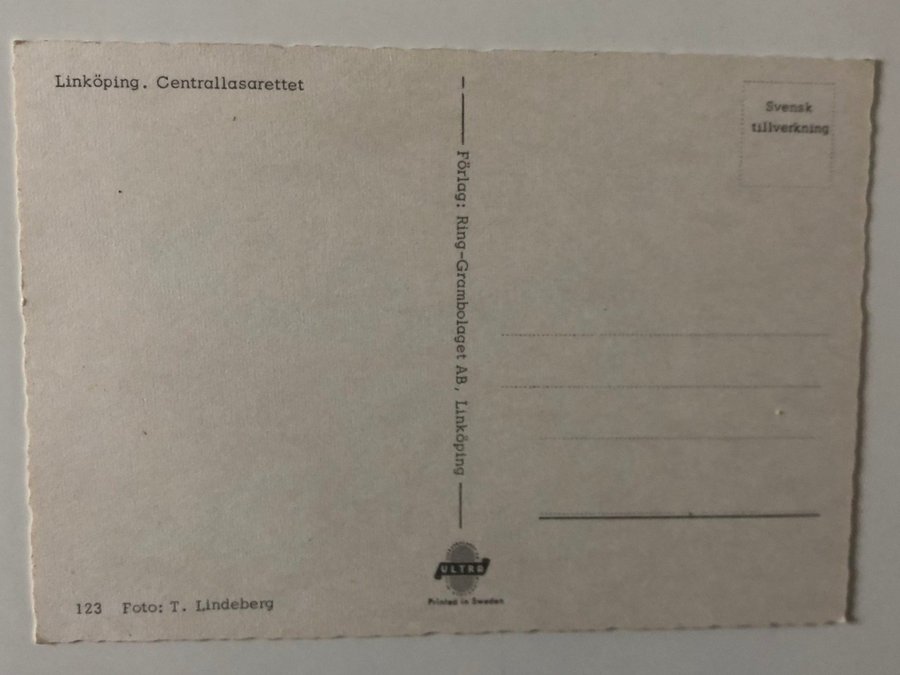 Linköping. Centrallasarettet
Svensk
tillverkning
Förlag: Ring-Grambolaget AB, Linköping
ULTRA
Printed in Sweden
123 Foto: T. Lindeberg